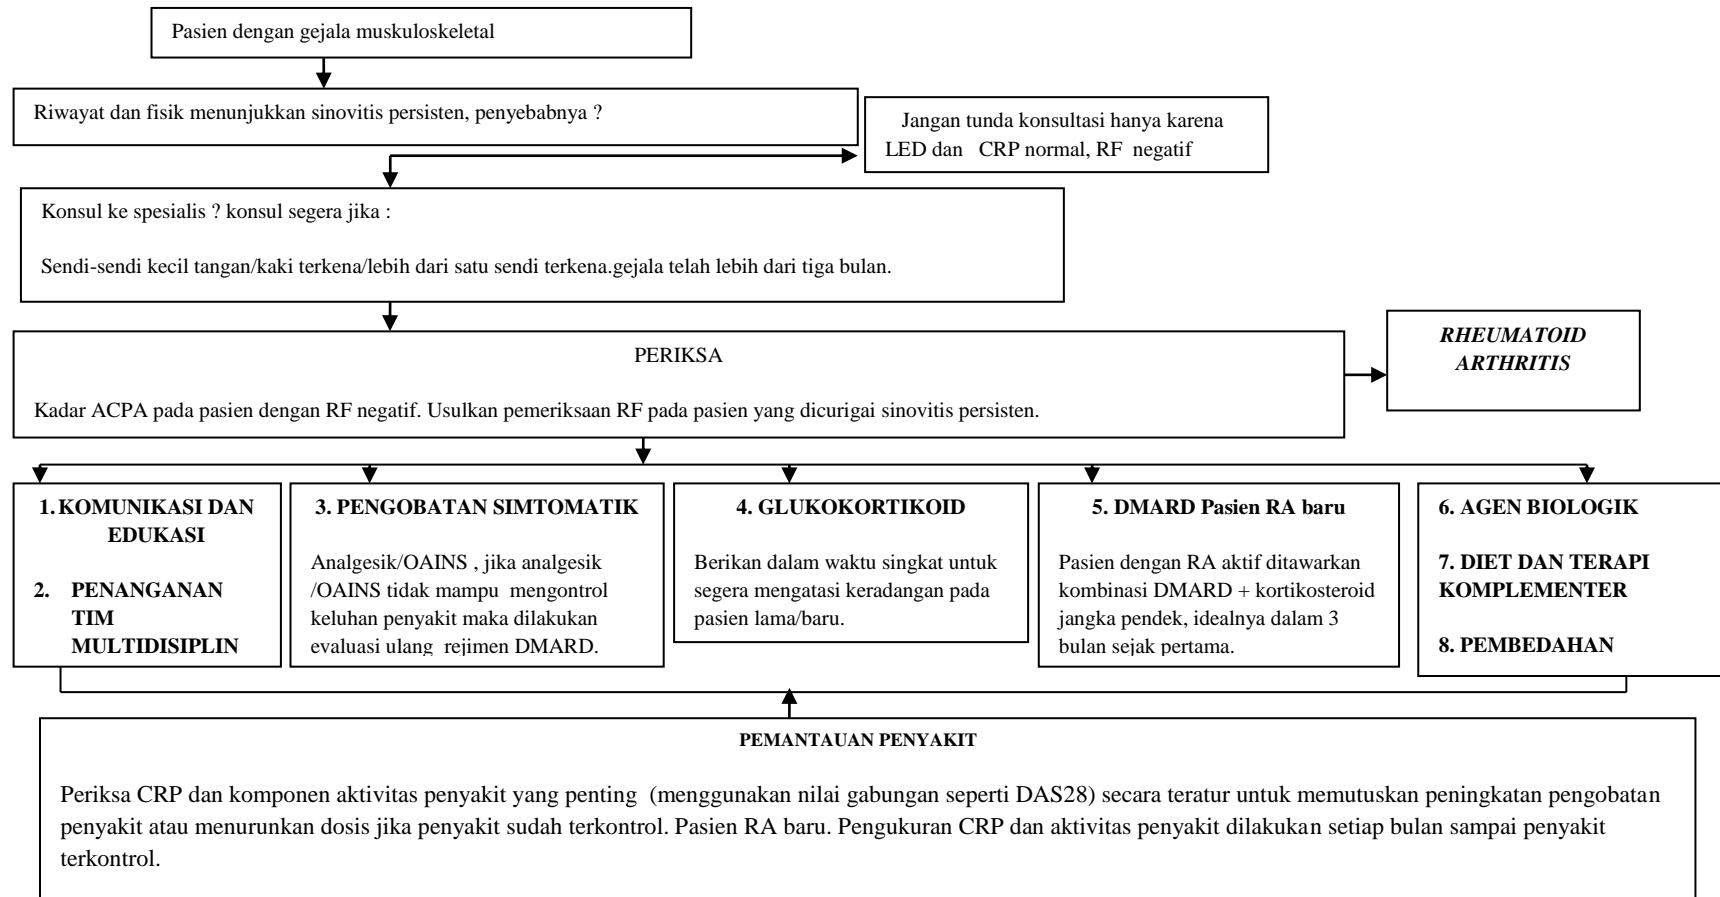 Pasien dengan gejala muskuloskeletal
Riwayat dan fisik menunjukkan sinovitis persisten, penyebabnya ?
Jangan tunda konsultasi hanya karena
LED dan CRP normal, RF negatif
Konsul ke spesialis ? konsul segera jika :
Sendi-sendi kecil tangan/kaki terkena/lebih dari satu sendi terkena.gejala telah lebih dari tiga bulan.
PERIKSA
Kadar ACPA pada pasien dengan RF negatif. Usulkan pemeriksaan RF pada pasien yang dicurigai sinovitis persisten.
RHEUMATOID
ARTHRITIS
1. KOMUNIKASI DAN
EDUKASI
2. PENANGANAN
TIM
MULTIDISIPLIN
3. PENGOBATAN SIMTOMATIK
Analgesik/OAINS , jika analgesik
/OAINS tidak mampu mengontrol
keluhan penyakit maka dilakukan
evaluasi ulang rejimen DMARD.
4. GLUKOKORTIKOID
Berikan dalam waktu singkat untuk
segera mengatasi keradangan pada
pasien lama/baru.
5. DMARD Pasien RA baru
Pasien dengan RA aktif ditawarkan
kombinasi DMARD + kortikosteroid
jangka pendek, idealnya dalam 3
bulan sejak pertama.
6. AGEN BIOLOGIK
7. DIET DAN TERAPI
KOMPLEMENTER
8. PEMBEDAHAN
PEMANTAUAN PENYAKIT
Periksa CRP dan komponen aktivitas penyakit yang penting (menggunakan nilai gabungan seperti DAS28) secara teratur untuk memutuskan peningkatan pengobatan
penyakit atau menurunkan dosis jika penyakit sudah terkontrol. Pasien RA baru. Pengukuran CRP dan aktivitas penyakit dilakukan setiap bulan sampai penyakit
terkontrol.